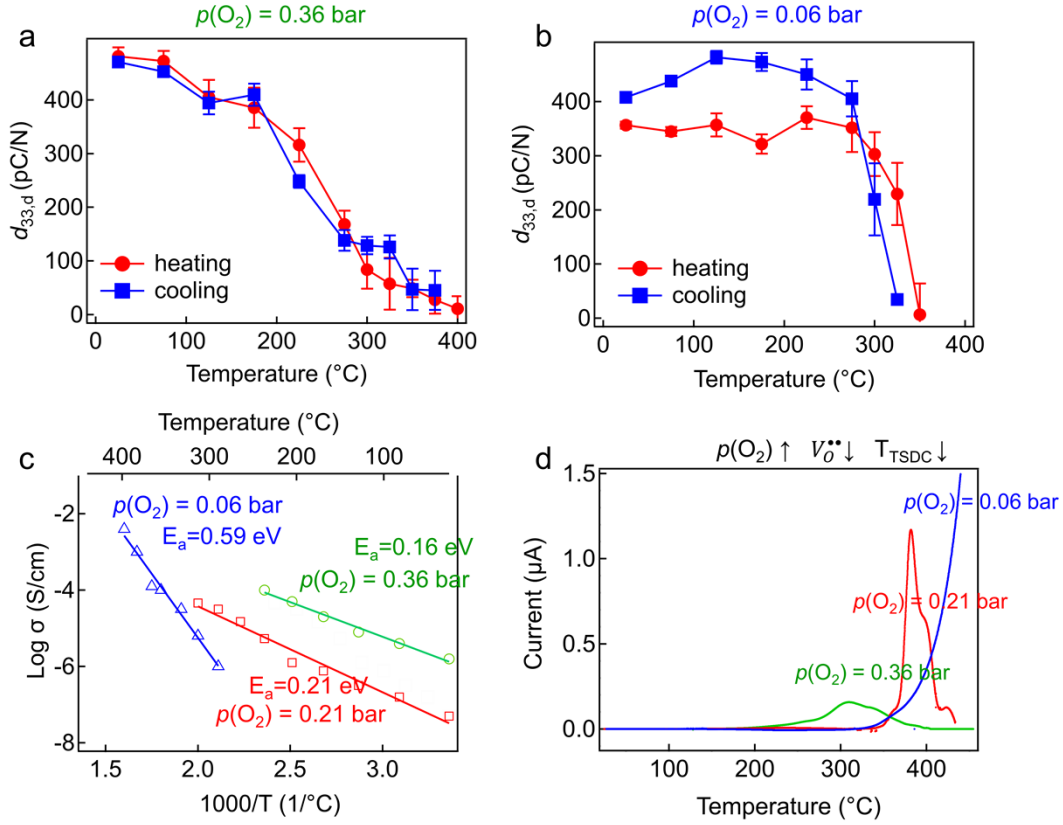 p(O₂) = 0.36 bar
a
400
300
200
100
0
d₃₃,d (pC/N)
heating
cooling
0
100
200
300
400
Temperature (°C)
p(O₂) = 0.06 bar
b
400
300
200
400
0
d₃₃,d (pC/N)
heating
cooling
0
100
200
300
400
Temperature (°C)
Temperature (°C)
c
400
300
200
100
-2
-4
-6
-8
Log σ (S/cm)
p(O₂) = 0.06 bar
Eₐ=0.59 eV
Eₐ=0.16 eV
p(O₂) = 0.36 bar
Eₐ=0.21 eV
p(O₂) = 0.21 bar
1.5
2.0
2.5
3.0
1000/T (1/°C)
d
p(O₂) ↑ V_O^•• ↓ T_TSDC ↓
1.5
1.0
0.5
0.0
Current (µA)
p(O₂) = 0.06 bar
p(O₂) = 0.21 bar
p(O₂) = 0.36 bar
100
200
300
400
Temperature (°C)